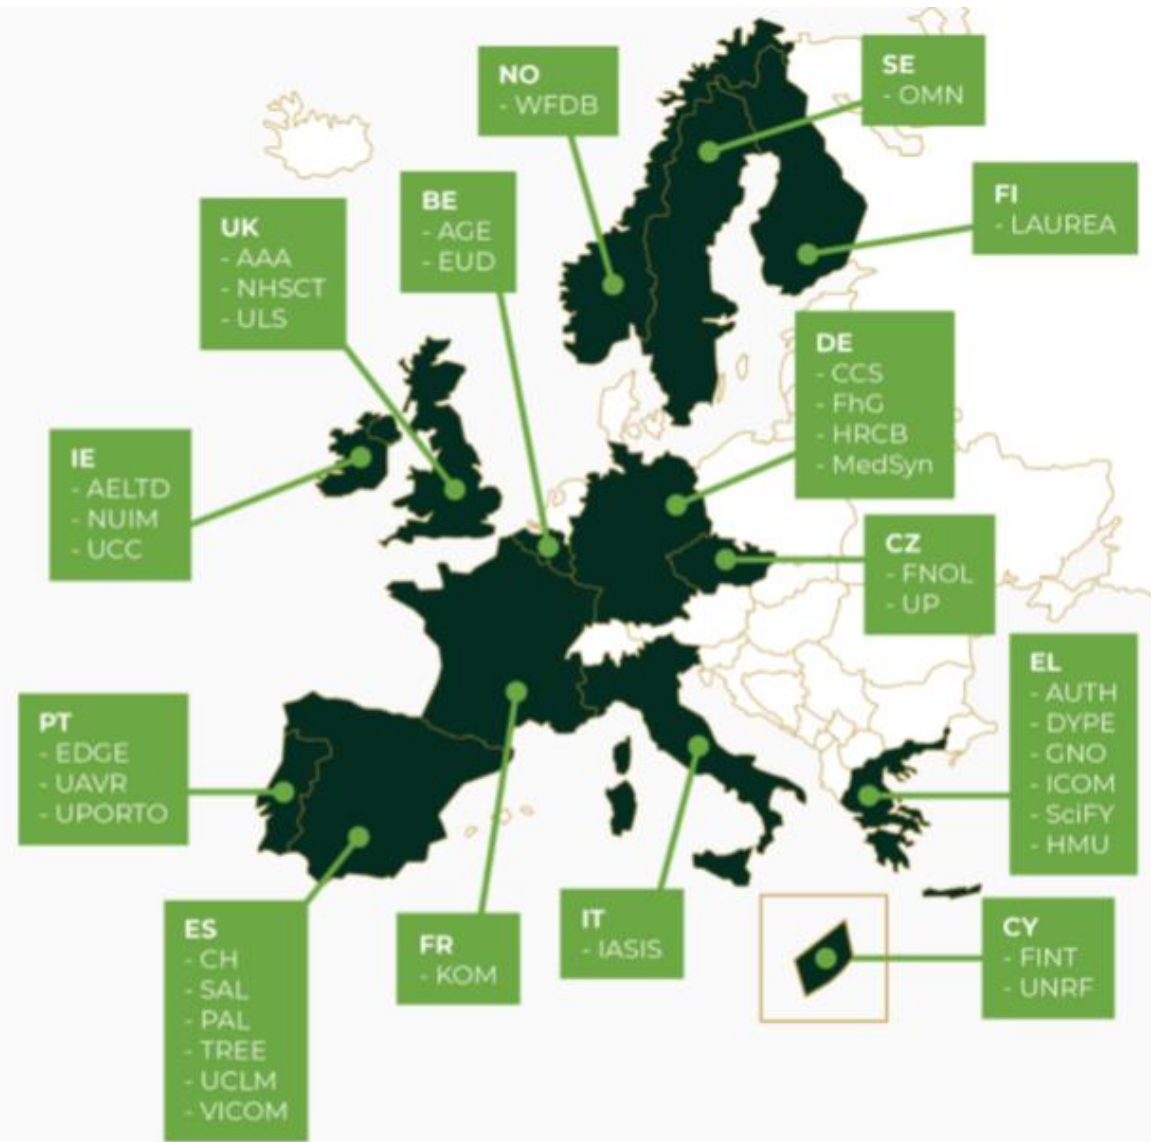 NO
- WFDB
SE
- OMN
BE
- AGE
- EUD
FI
- LAUREA
UK
- AAA
- NHSCT
- ULS
DE
- CCS
- FhG
- HRCB
- MedSyn
IE
- AELTD
- NUIM
- UCC
CZ
- FNOL
- UP
EL
- AUTH
- DYPE
- GNO
- ICOM
- SciFY
- HMU
PT
- EDGE
- UAVR
- UPORTO
ES
- CH
- SAL
- PAL
- TREE
- UCLM
- VICOM
FR
- KOM
IT
- IASIS
CY
- FINT
- UNRF